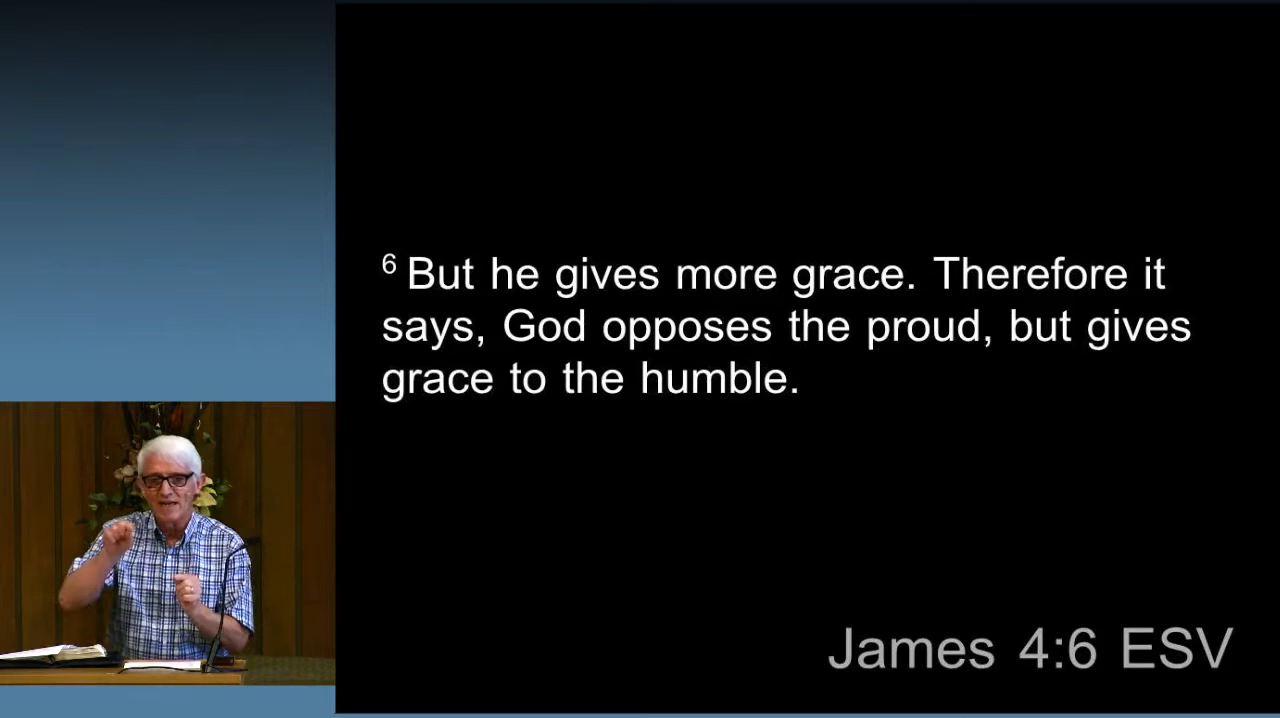 6 But he gives more grace. Therefore it
says, God opposes the proud, but gives
grace to the humble.
James 4:6 ESV